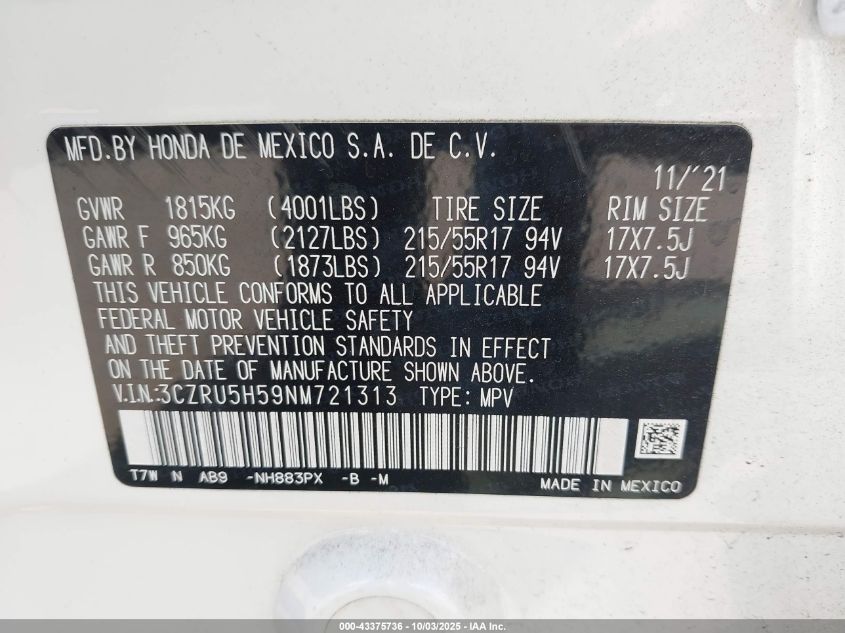 MFD.BY HONDA DE MEXICO S.A. DE C.V.
11/'21
GVWR 1815KG (4001LBS) TIRE SIZE RIM SIZE
GAWR F 965KG (2127LBS) 215/55R17 94V 17X7.5J
GAWR R 850KG (1873LBS) 215/55R17 94V 17X7.5J
THIS VEHICLE CONFORMS TO ALL APPLICABLE
FEDERAL MOTOR VEHICLE SAFETY
AND THEFT PREVENTION STANDARDS IN EFFECT
ON THE DATE OF MANUFACTURE SHOWN ABOVE.
V.I.N.:3CZRU5H59NM721313 TYPE: MPV
T7W N AB9 -NH883PX -B -M
MADE IN MEXICO
000-43375736 - 10/03/2025 - IAA Inc.